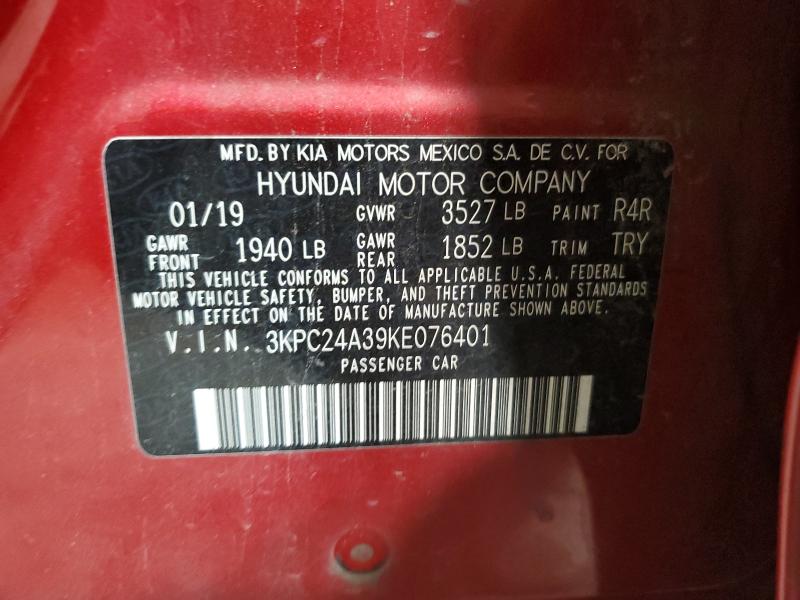 MFD. BY KIA MOTORS MEXICO S.A. DE C.V. FOR
HYUNDAI MOTOR COMPANY
01/19 GVWR 3527 LB PAINT R4R
GAWR FRONT 1940 LB GAWR REAR 1852 LB TRIM TRY
THIS VEHICLE CONFORMS TO ALL APPLICABLE U.S.A. FEDERAL
MOTOR VEHICLE SAFETY, BUMPER, AND THEFT PREVENTION STANDARDS
IN EFFECT ON THE DATE OF MANUFACTURE SHOWN ABOVE.
V.I.N. 3KPC24A39KE076401
PASSENGER CAR